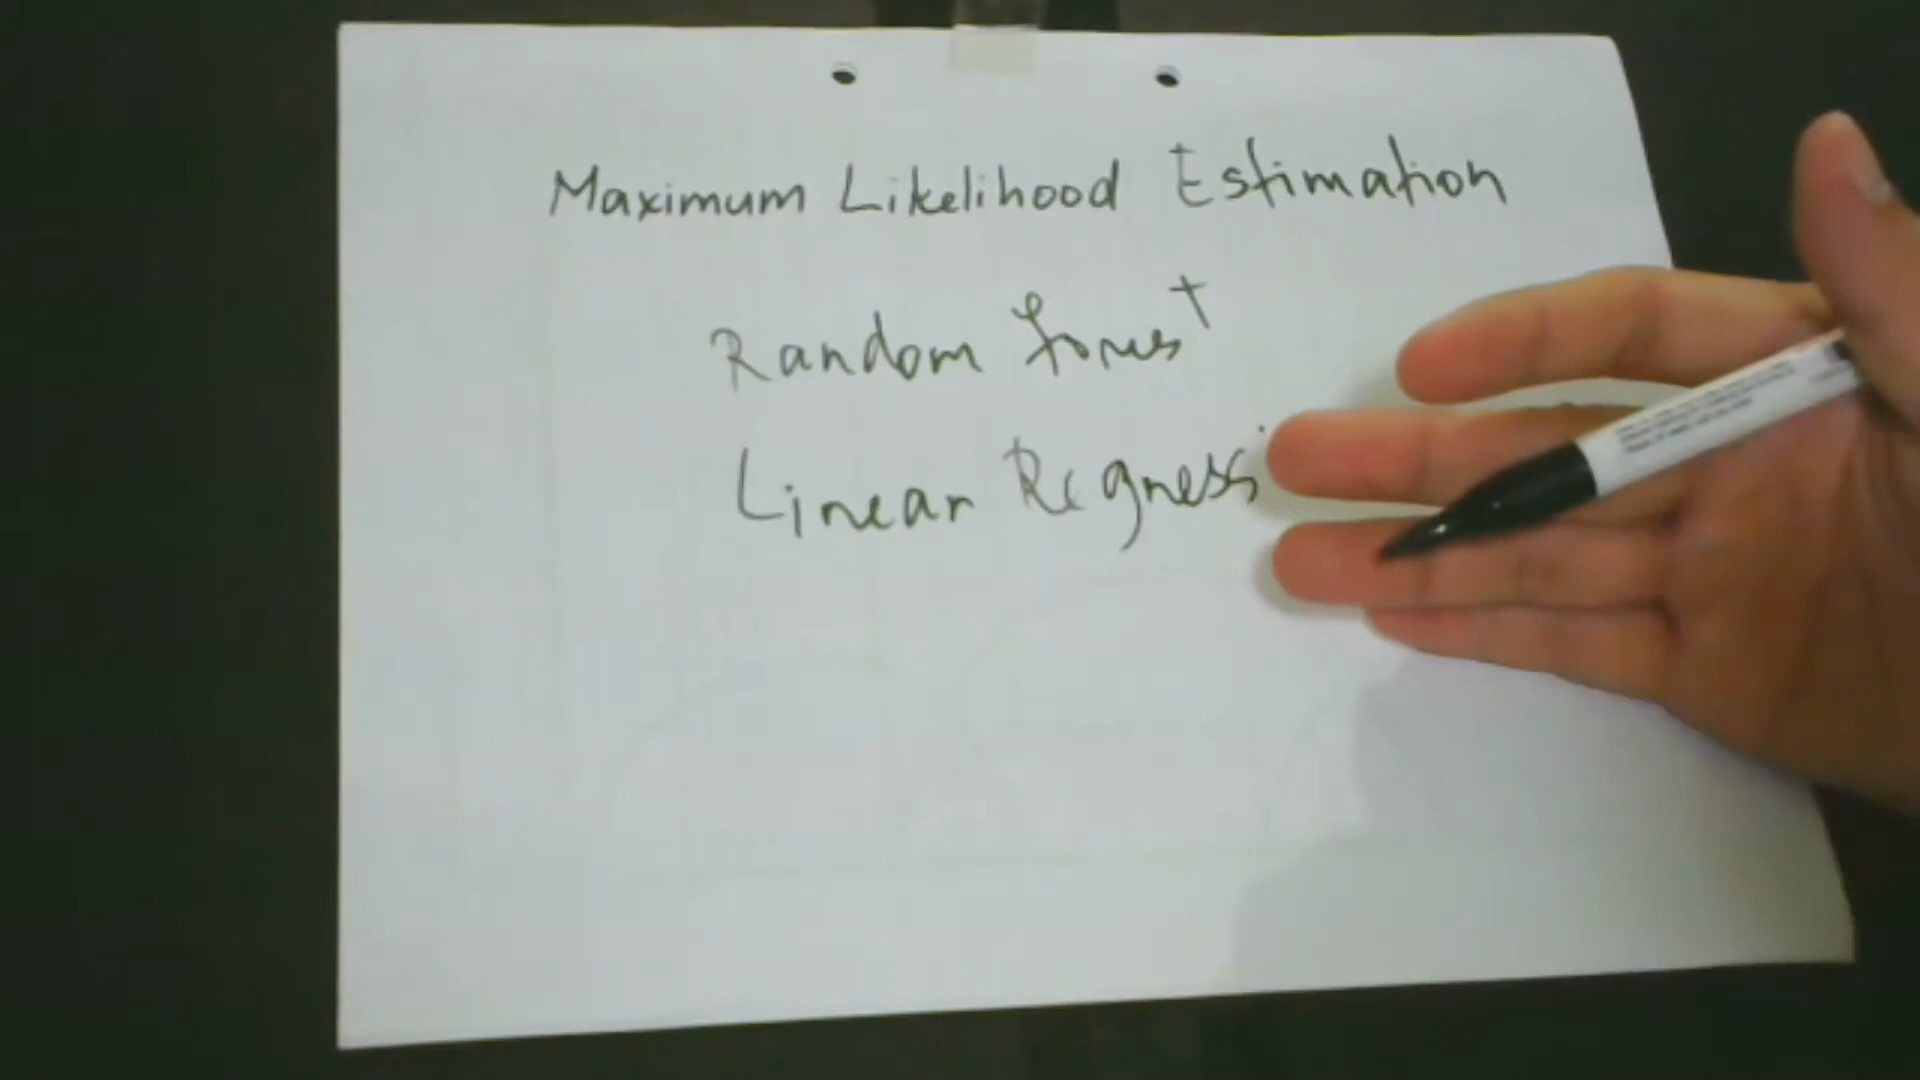 Maximum Likelihood Estimation
Random forest
Linear Regressi